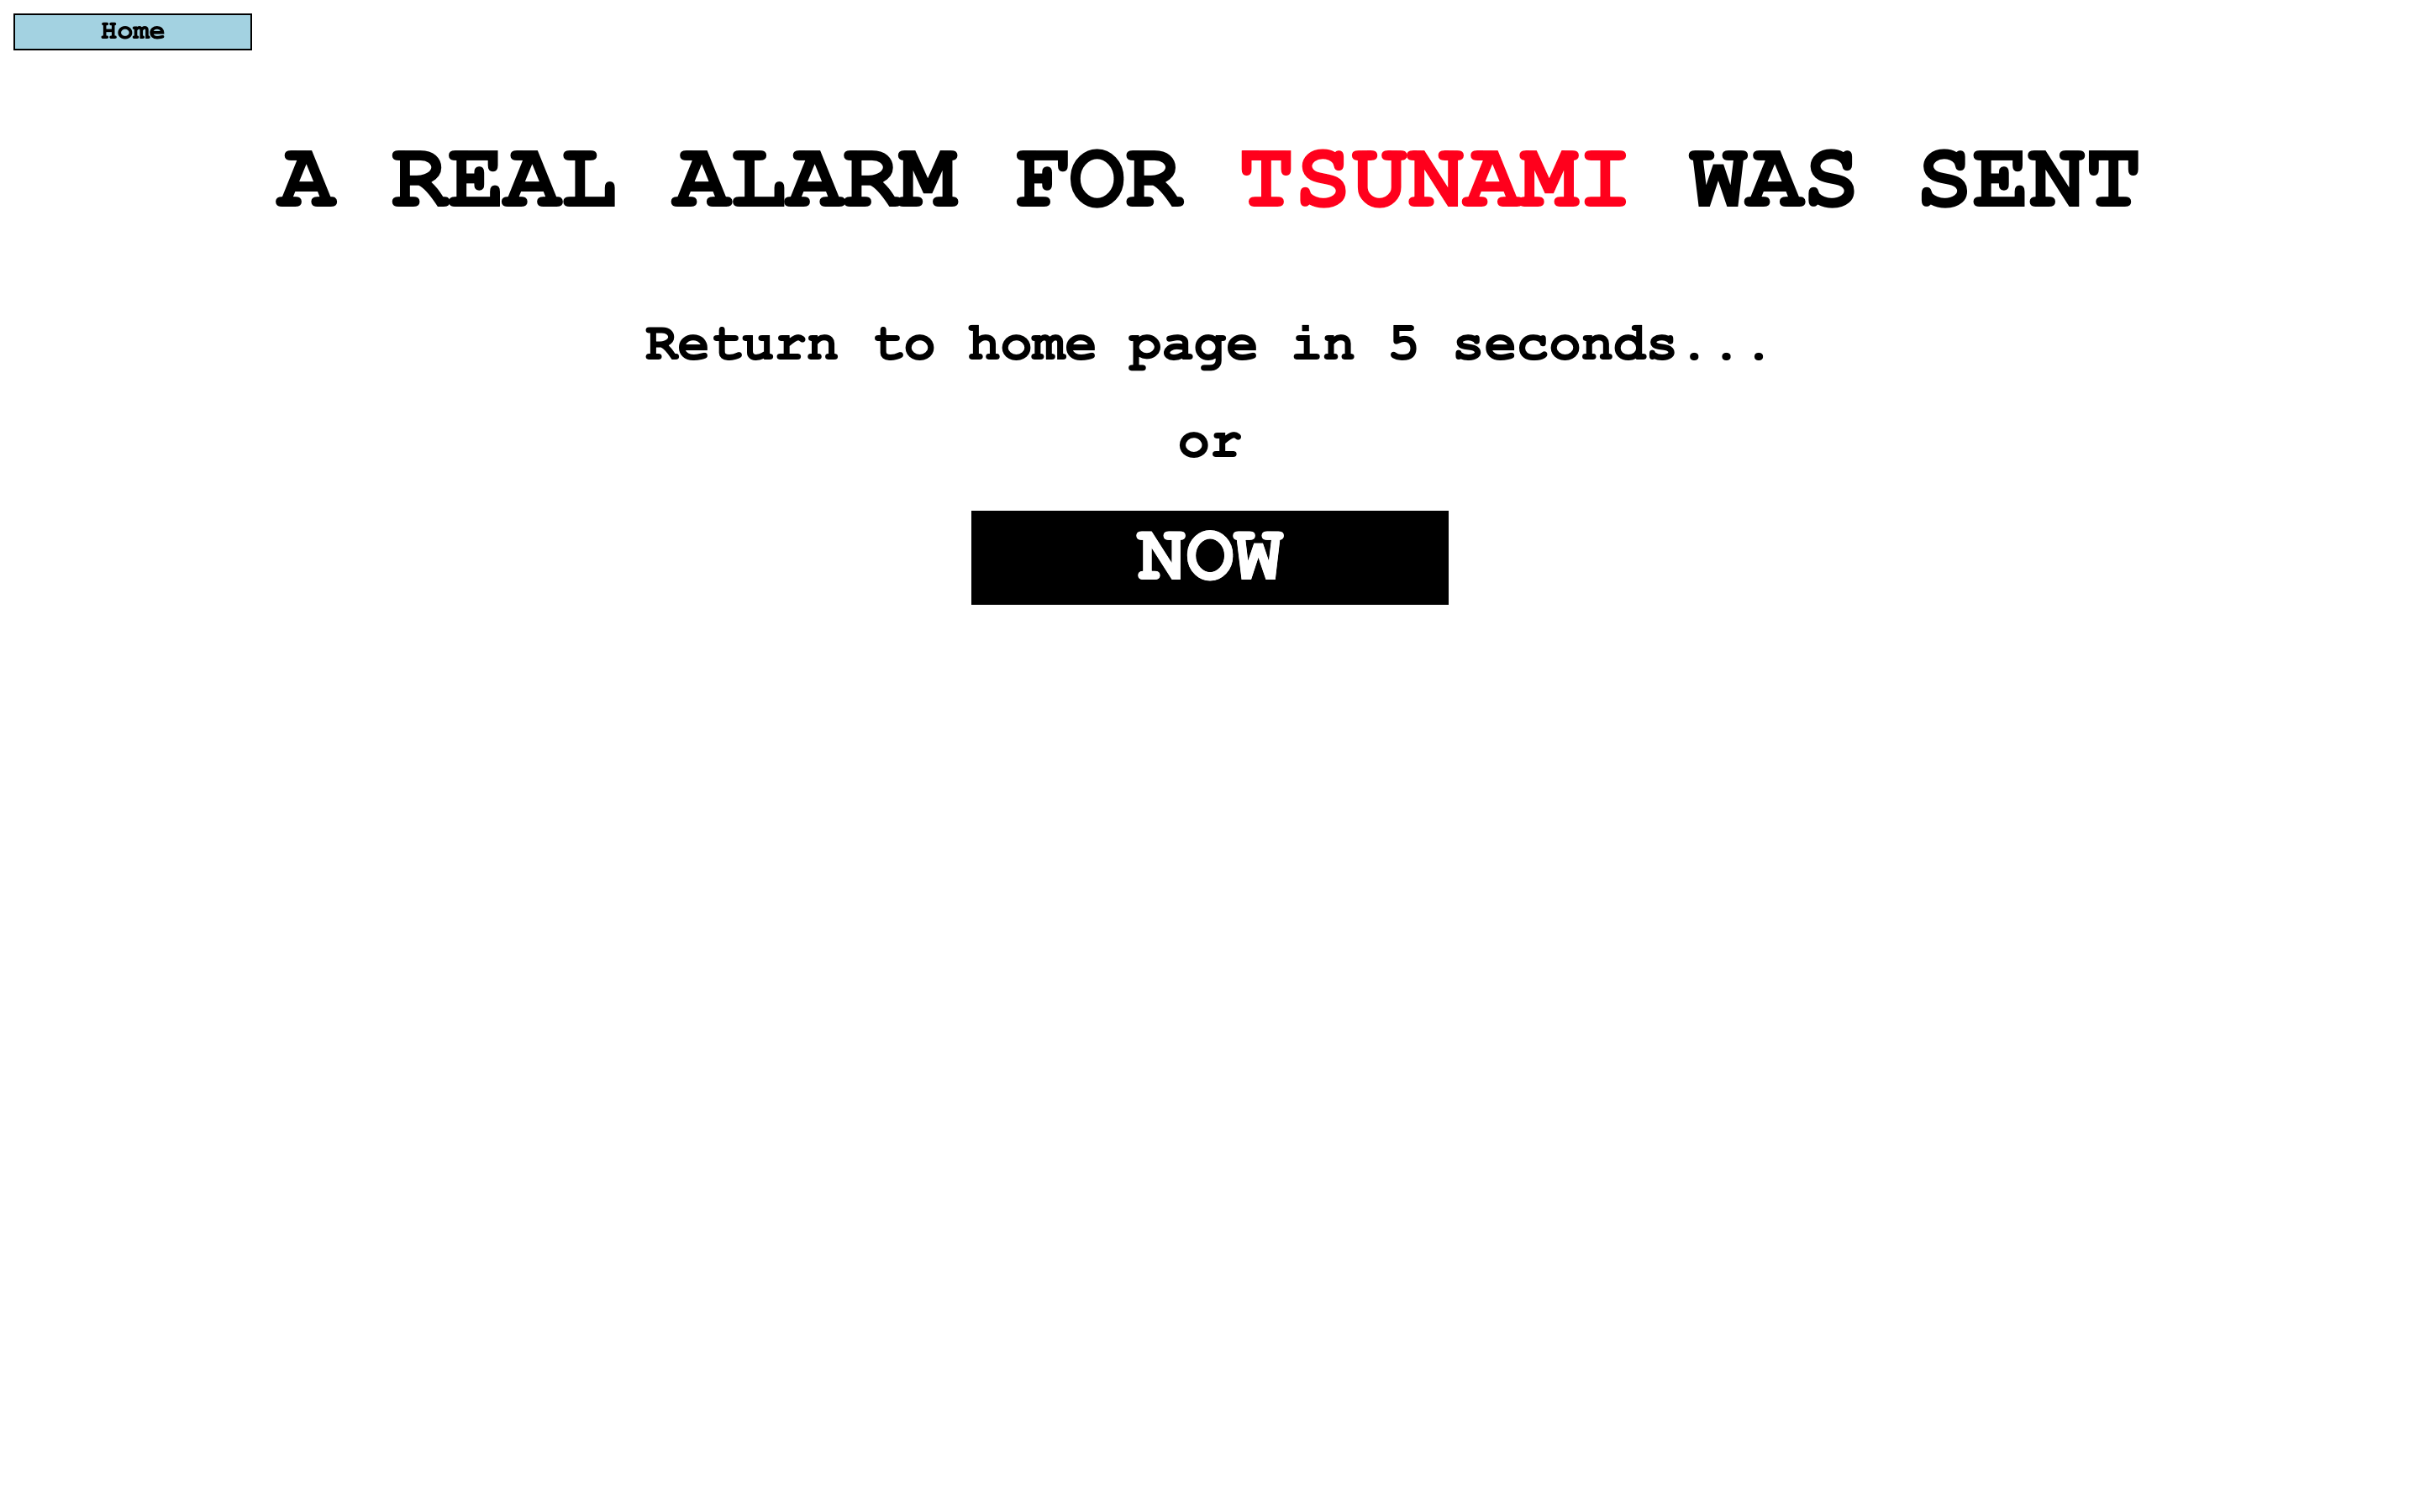 Home
A REAL ALARM FOR TSUNAMI WAS SENT
Return to home page in 5 seconds...
or
NOW